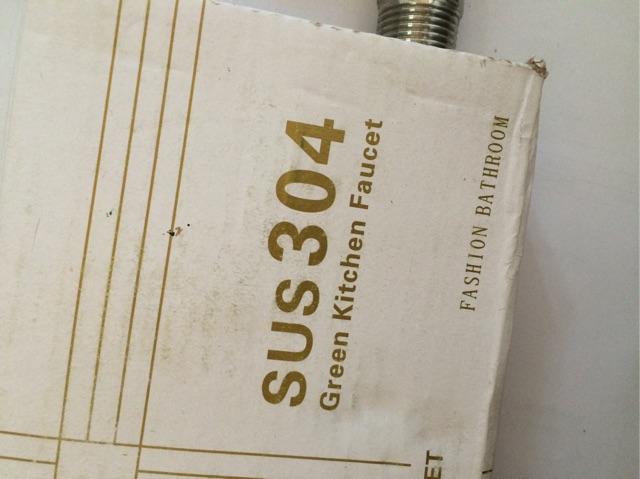 SUS304
Green Kitchen Faucet
FASHION BATHROOM
ET